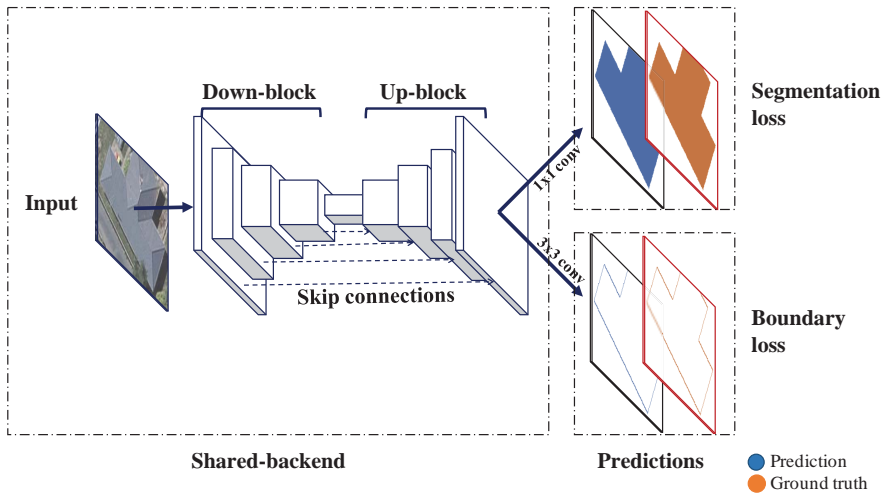 Down-block
Up-block
Input
Skip connections
1x1 conv
3x3 conv
Segmentation
loss
Boundary
loss
Shared-backend
Predictions
Prediction
Ground truth